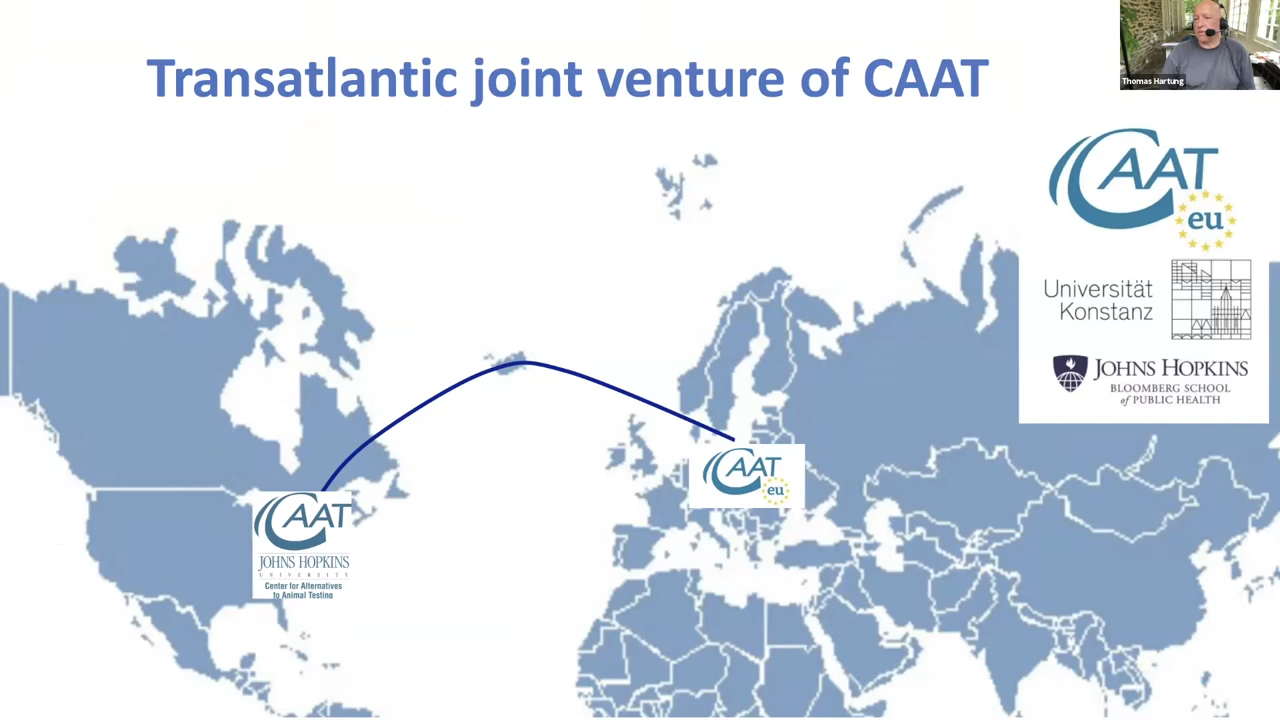 Transatlantic joint venture of CAAT
Thomas Hartung
CAAT
eu
Universität
Konstanz
JOHNS HOPKINS
BLOOMBERG SCHOOL
of PUBLIC HEALTH
CAAT
eu
CAAT
JOHNS HOPKINS
UNIVERSITY
Center for Alternatives
to Animal Testing